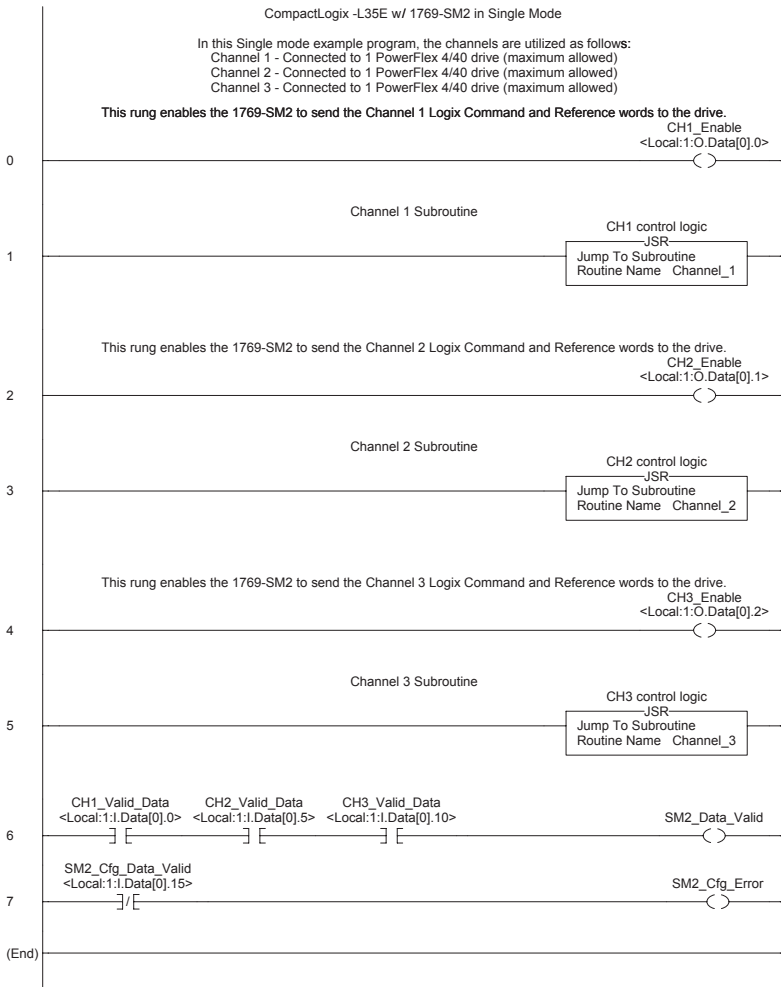 CompactLogix -L35E w/ 1769-SM2 in Single Mode
In this Single mode example program, the channels are utilized as follows:
Channel 1 - Connected to 1 PowerFlex 4/40 drive (maximum allowed)
Channel 2 - Connected to 1 PowerFlex 4/40 drive (maximum allowed)
Channel 3 - Connected to 1 PowerFlex 4/40 drive (maximum allowed)
This rung enables the 1769-SM2 to send the Channel 1 Logix Command and Reference words to the drive.
CH1_Enable
<Local:1:O.Data[0].0>
0
Channel 1 Subroutine
CH1 control logic
JSR
1
Jump To Subroutine
Routine Name Channel_1
This rung enables the 1769-SM2 to send the Channel 2 Logix Command and Reference words to the drive.
CH2_Enable
<Local:1:O.Data[0].1>
2
Channel 2 Subroutine
CH2 control logic
JSR
3
Jump To Subroutine
Routine Name Channel_2
This rung enables the 1769-SM2 to send the Channel 3 Logix Command and Reference words to the drive.
CH3_Enable
<Local:1:O.Data[0].2>
4
Channel 3 Subroutine
CH3 control logic
JSR
5
Jump To Subroutine
Routine Name Channel_3
CH1_Valid_Data CH2_Valid_Data CH3_Valid_Data
<Local:1:I.Data[0].0> <Local:1:I.Data[0].5> <Local:1:I.Data[0].10> SM2_Data_Valid
6
SM2_Cfg_Data_Valid
<Local:1:I.Data[0].15> SM2_Cfg_Error
7
(End)